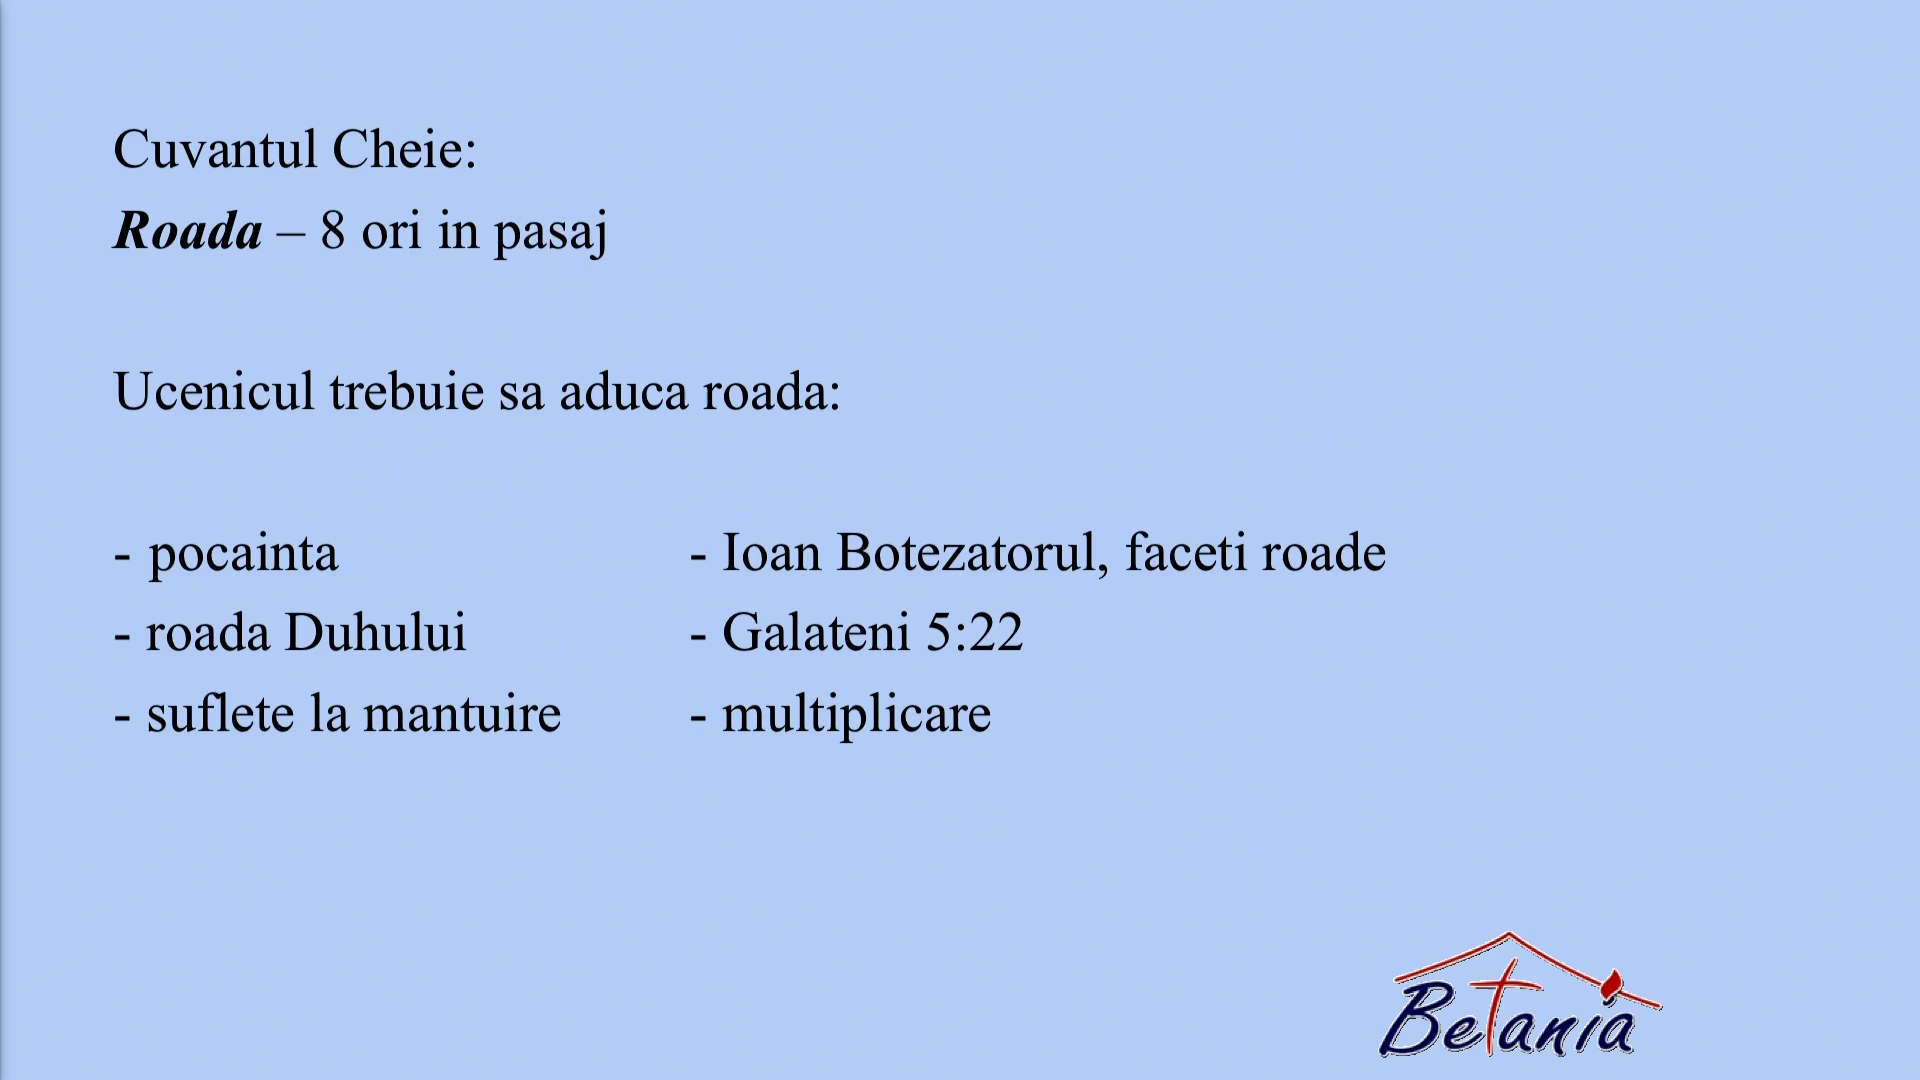 Cuvantul Cheie:
Roada – 8 ori in pasaj
Ucenicul trebuie sa aduca roada:
- pocainta - Ioan Botezatorul, faceti roade
- roada Duhului - Galateni 5:22
- suflete la mantuire - multiplicare
Betania